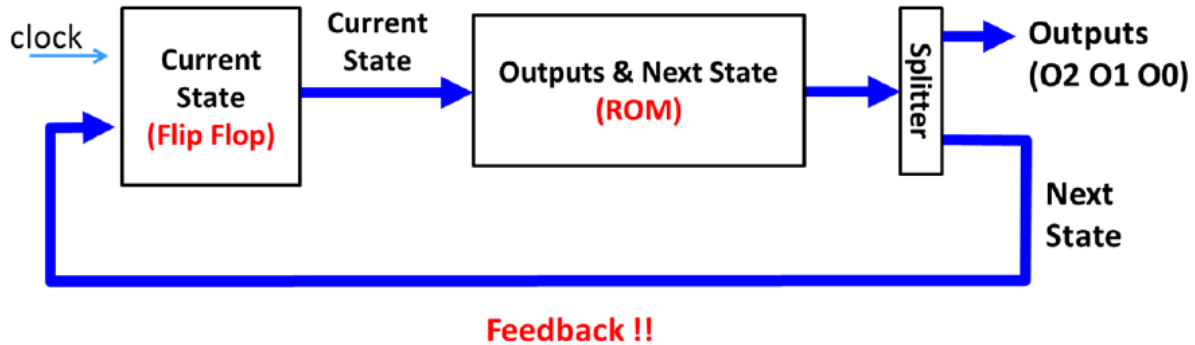 clock
Current
State
(Flip Flop)
Current
State
Outputs & Next State
(ROM)
Splitter
Outputs
(O2 O1 O0)
Next
State
Feedback !!